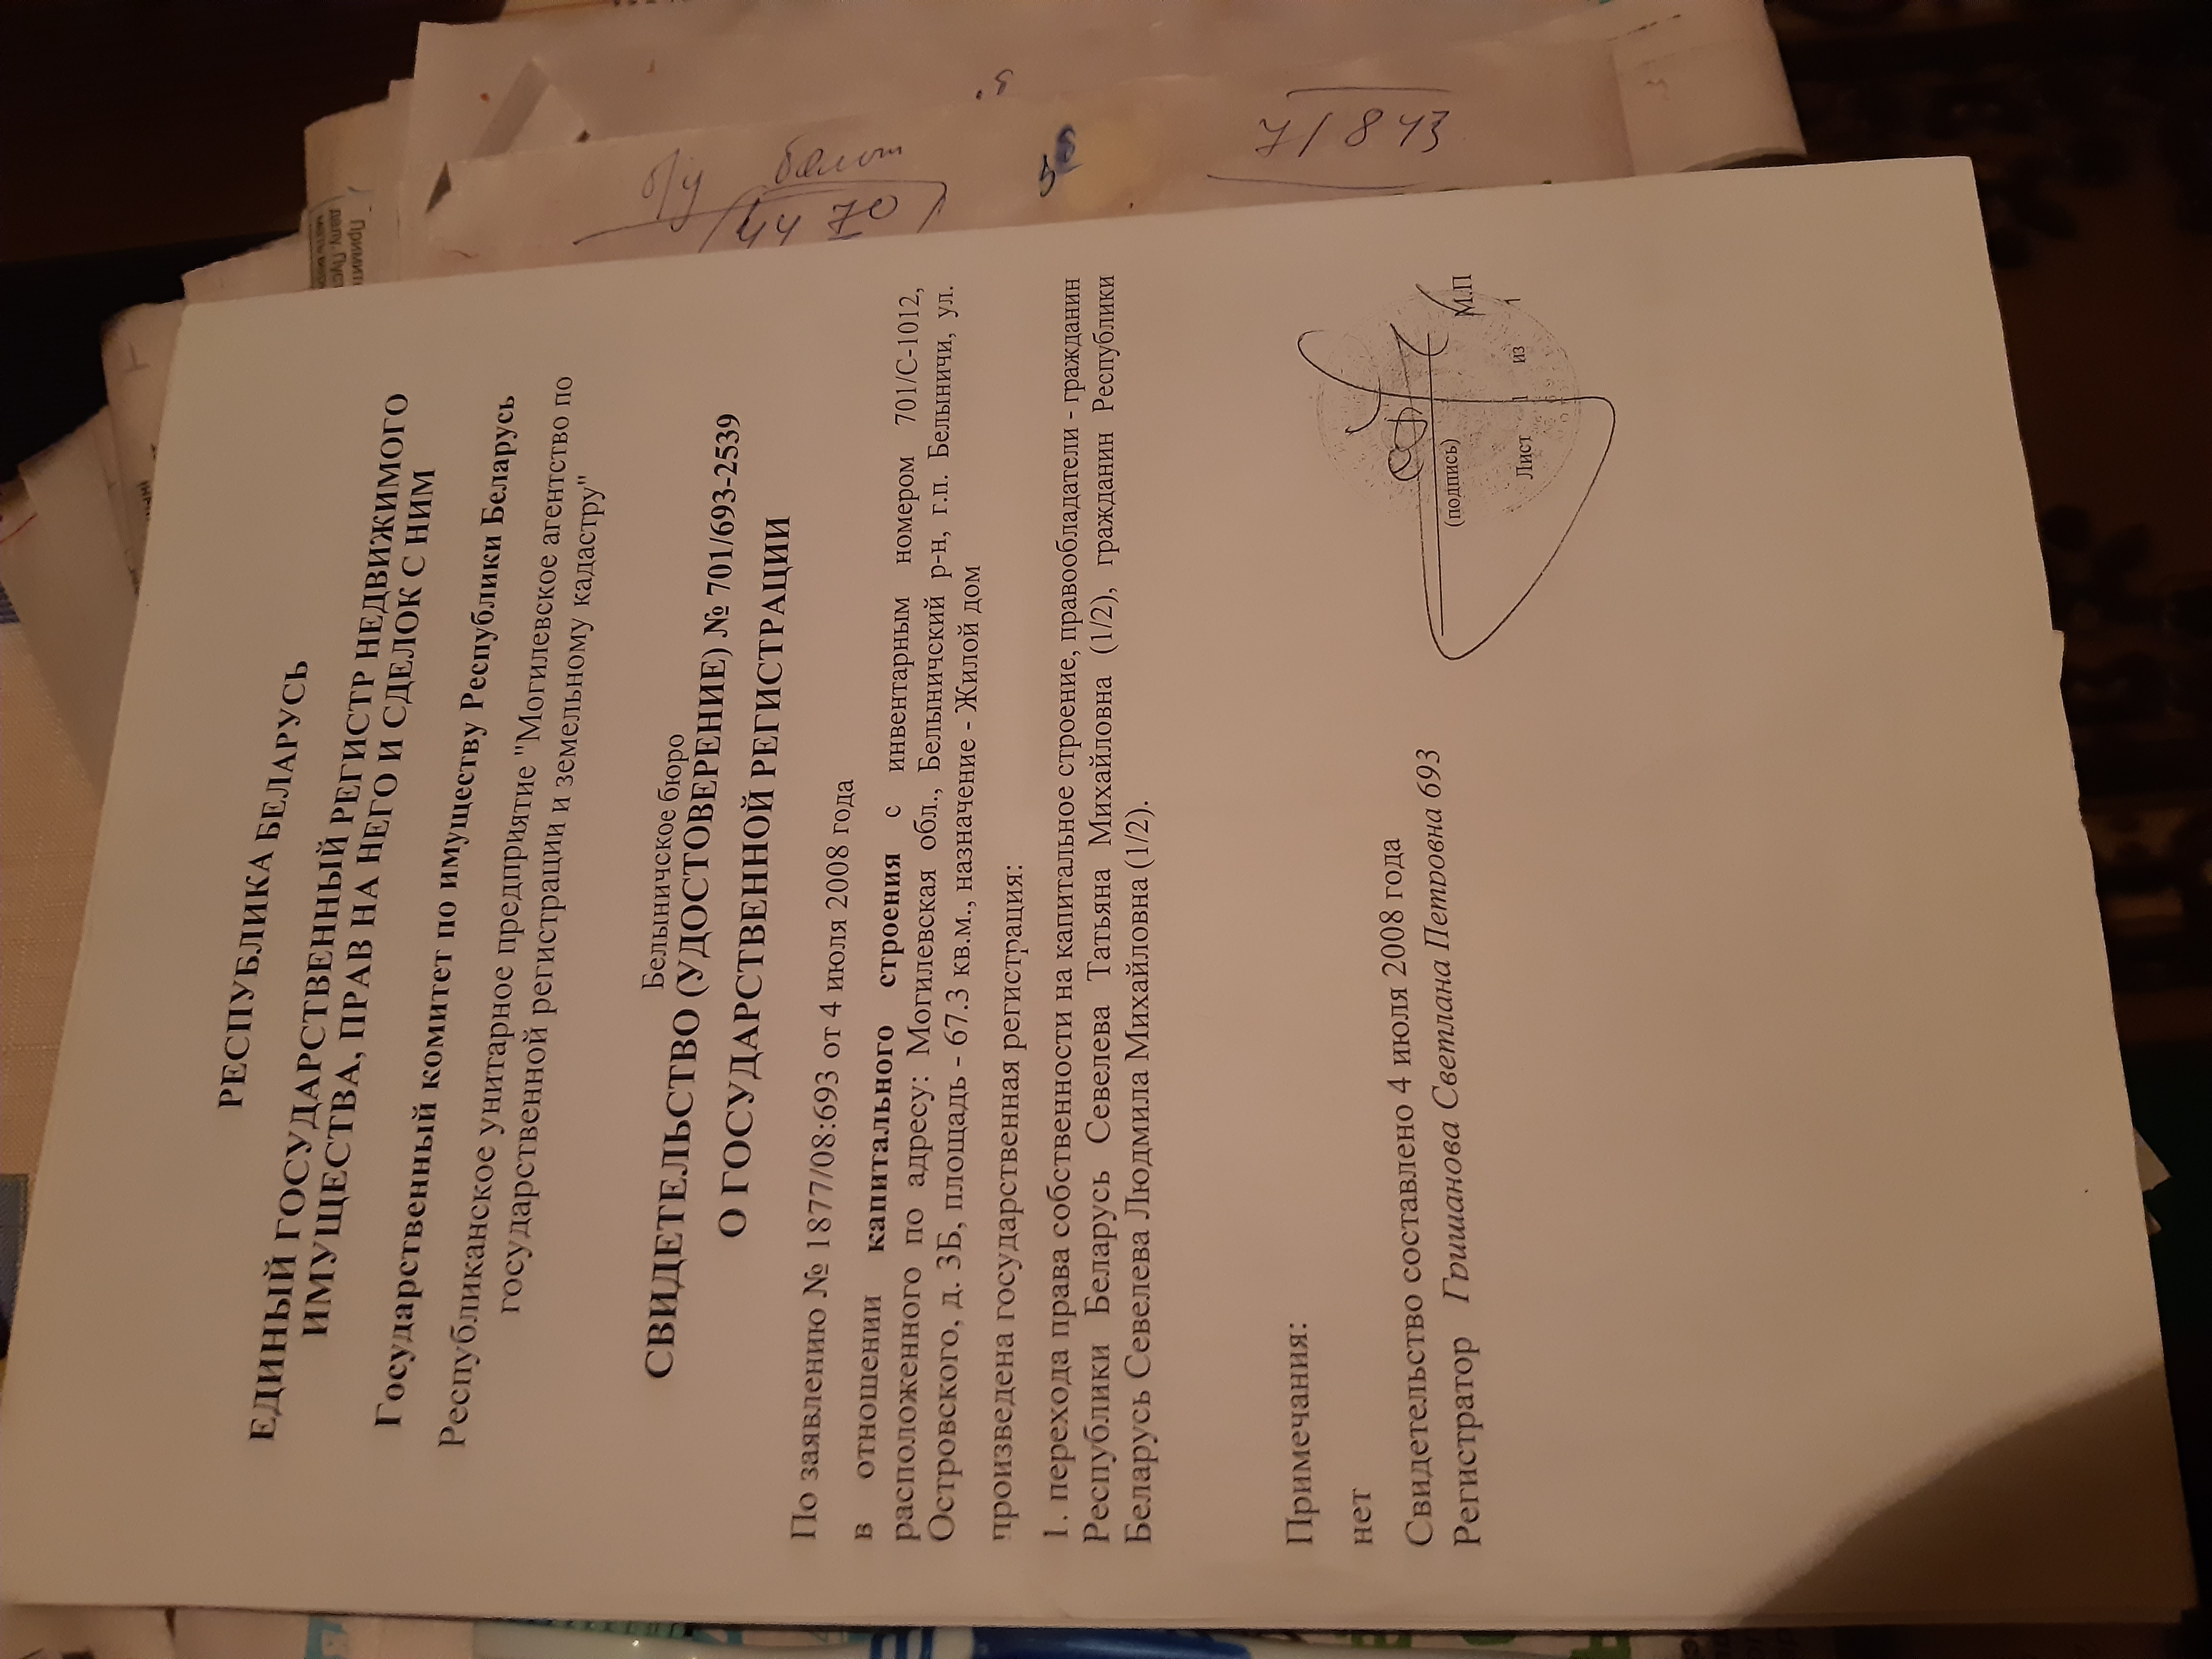 РЕСПУБЛИКА БЕЛАРУСЬ
ЕДИНЫЙ ГОСУДАРСТВЕННЫЙ РЕГИСТР НЕДВИЖИМОГО
ИМУЩЕСТВА, ПРАВ НА НЕГО И СДЕЛОК С НИМ
Государственный комитет по имуществу Республики Беларусь
Республиканское унитарное предприятие "Могилевское агентство по
государственной регистрации и земельному кадастру"
Белыничское бюро
СВИДЕТЕЛЬСТВО (УДОСТОВЕРЕНИЕ) № 701/693-2539
О ГОСУДАРСТВЕННОЙ РЕГИСТРАЦИИ
По заявлению № 1877/08:693 от 4 июля 2008 года
в отношении капитального строения с инвентарным номером 701/С-1012,
расположенного по адресу: Могилевская обл., Белыничский р-н, г.п. Белыничи, ул.
Островского, д. 3Б, площадь - 67.3 кв.м., назначение - Жилой дом
произведена государственная регистрация:
1. перехода права собственности на капитальное строение, правообладатели - гражданин
Республики Беларусь Севелева Татьяна Михайловна (1/2), гражданин Республики
Беларусь Севелева Людмила Михайловна (1/2).
Примечания:
нет
Свидетельство составлено 4 июля 2008 года
Регистратор Гришанова Светлана Петровна 693
(подпись)
М.П
Лист 1 из 1
б/у
4470
71843